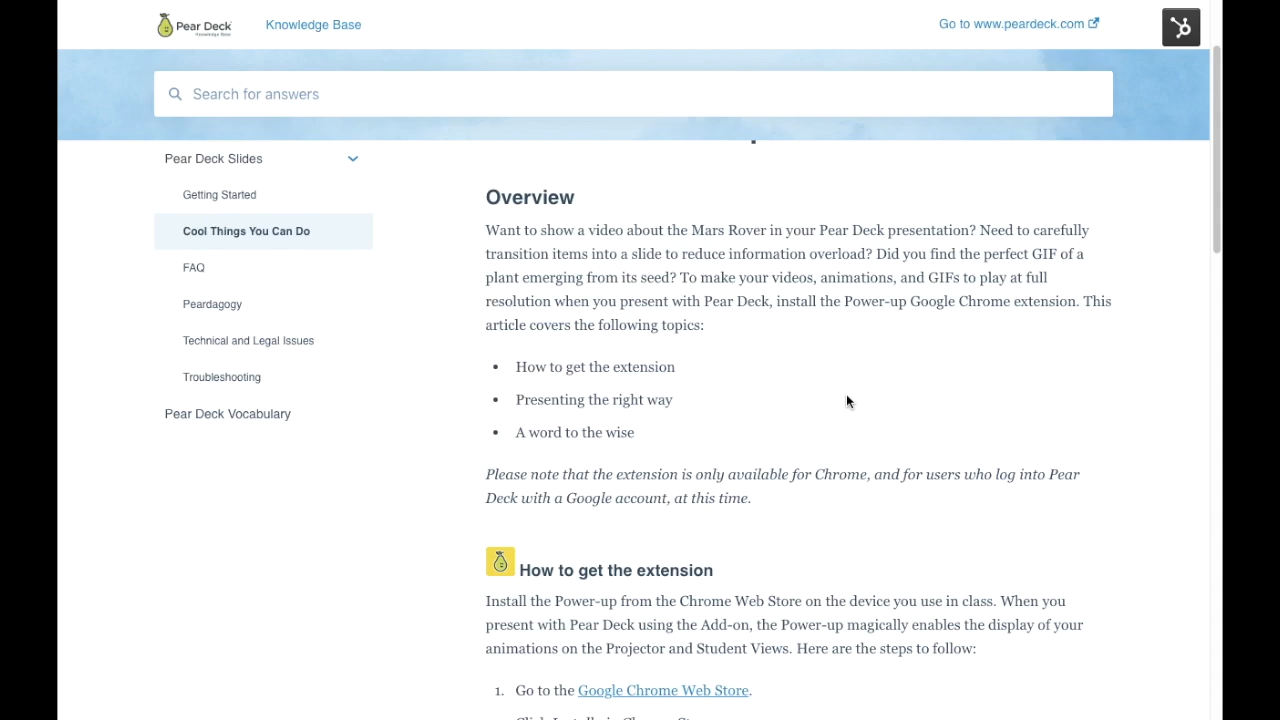 Pear Deck
Knowledge Base
Knowledge Base
Go to www.peardeck.com
Search for answers
Pear Deck Slides
Getting Started
Cool Things You Can Do
FAQ
Peardagogy
Technical and Legal Issues
Troubleshooting
Pear Deck Vocabulary
Overview
Want to show a video about the Mars Rover in your Pear Deck presentation? Need to carefully
transition items into a slide to reduce information overload? Did you find the perfect GIF of a
plant emerging from its seed? To make your videos, animations, and GIFs to play at full
resolution when you present with Pear Deck, install the Power-up Google Chrome extension. This
article covers the following topics:
• How to get the extension
• Presenting the right way
• A word to the wise
Please note that the extension is only available for Chrome, and for users who log into Pear
Deck with a Google account, at this time.
How to get the extension
Install the Power-up from the Chrome Web Store on the device you use in class. When you
present with Pear Deck using the Add-on, the Power-up magically enables the display of your
animations on the Projector and Student Views. Here are the steps to follow:
1. Go to the Google Chrome Web Store.